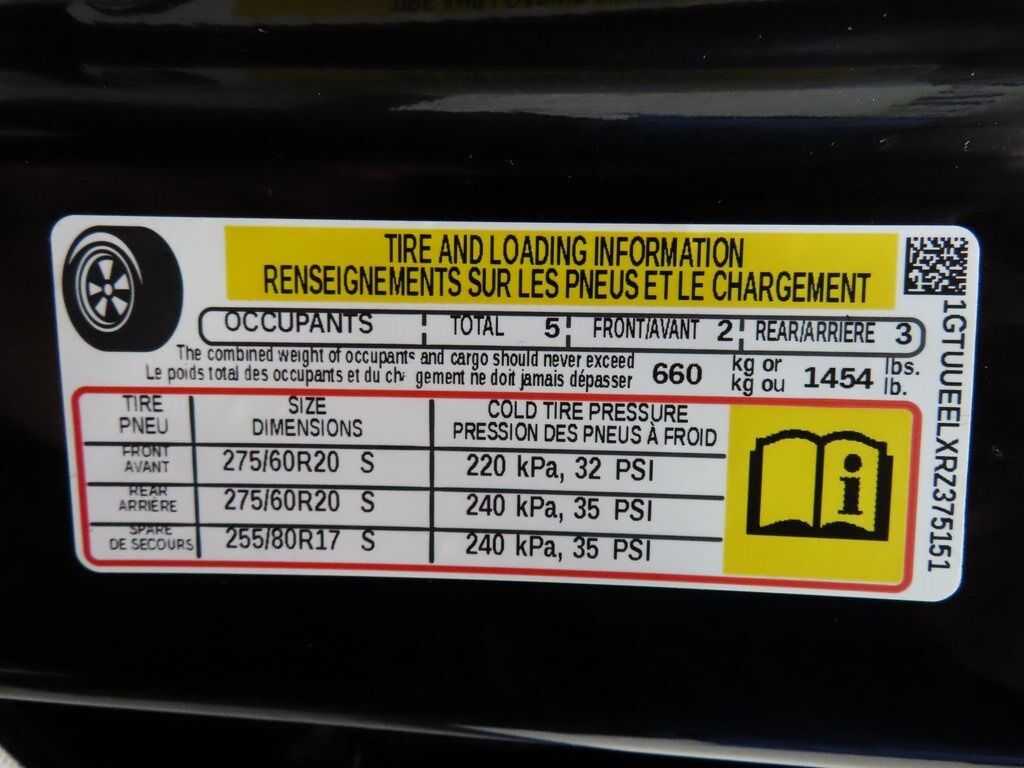 TIRE AND LOADING INFORMATION
RENSEIGNEMENTS SUR LES PNEUS ET LE CHARGEMENT
OCCUPANTS TOTAL 5 FRONT/AVANT 2 REAR/ARRIÈRE 3
The combined weight of occupants and cargo should never exceed 660 kg or 1454 lbs.
Le poids total des occupants et du ch gement ne doit jamais dépasser kg ou lb.
TIRE SIZE COLD TIRE PRESSURE
PNEU DIMENSIONS PRESSION DES PNEUS À FROID
FRONT
AVANT 275/60R20 S 220 kPa, 32 PSI
REAR
ARRIÈRE 275/60R20 S 240 kPa, 35 PSI
SPARE
DE SECOURS 255/80R17 S 240 kPa, 35 PSI
i
1GTUUEELXRZ375151